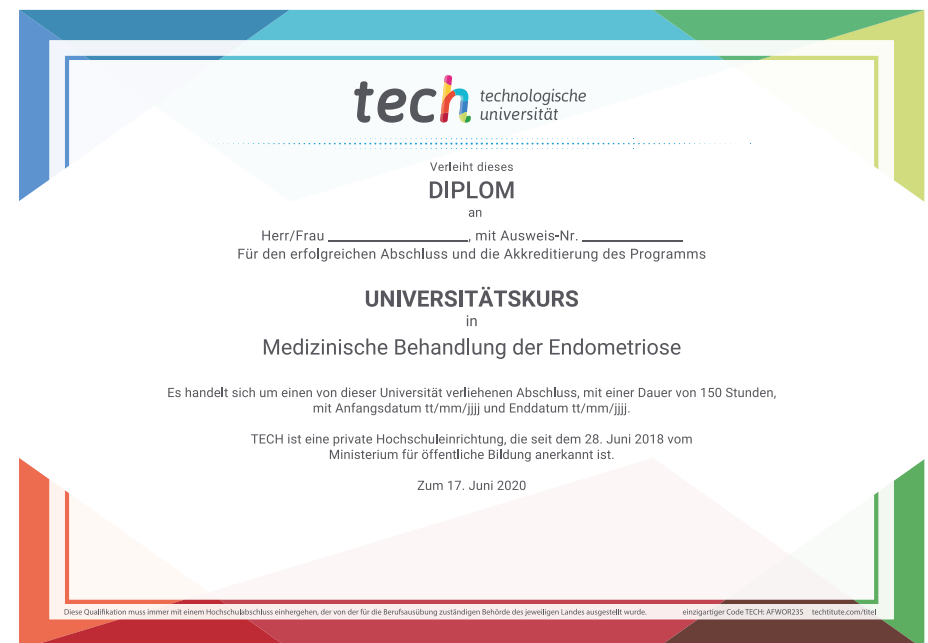 tech technologische
universität
Verleiht dieses
DIPLOM
an
Herr/Frau ____________________, mit Ausweis-Nr. ______________
Für den erfolgreichen Abschluss und die Akkreditierung des Programms
UNIVERSITÄTSKURS
in
Medizinische Behandlung der Endometriose
Es handelt sich um einen von dieser Universität verliehenen Abschluss, mit einer Dauer von 150 Stunden,
mit Anfangsdatum tt/mm/jjjj und Enddatum tt/mm/jjjj.
TECH ist eine private Hochschuleinrichtung, die seit dem 28. Juni 2018 vom
Ministerium für öffentliche Bildung anerkannt ist.
Zum 17. Juni 2020
Diese Qualifikation muss immer mit einem Hochschulabschluss einhergehen, der von der für die Berufsausübung zuständigen Behörde des jeweiligen Landes ausgestellt wurde. einzigartiger Code TECH: AFWOR23S techtitute.com/titel